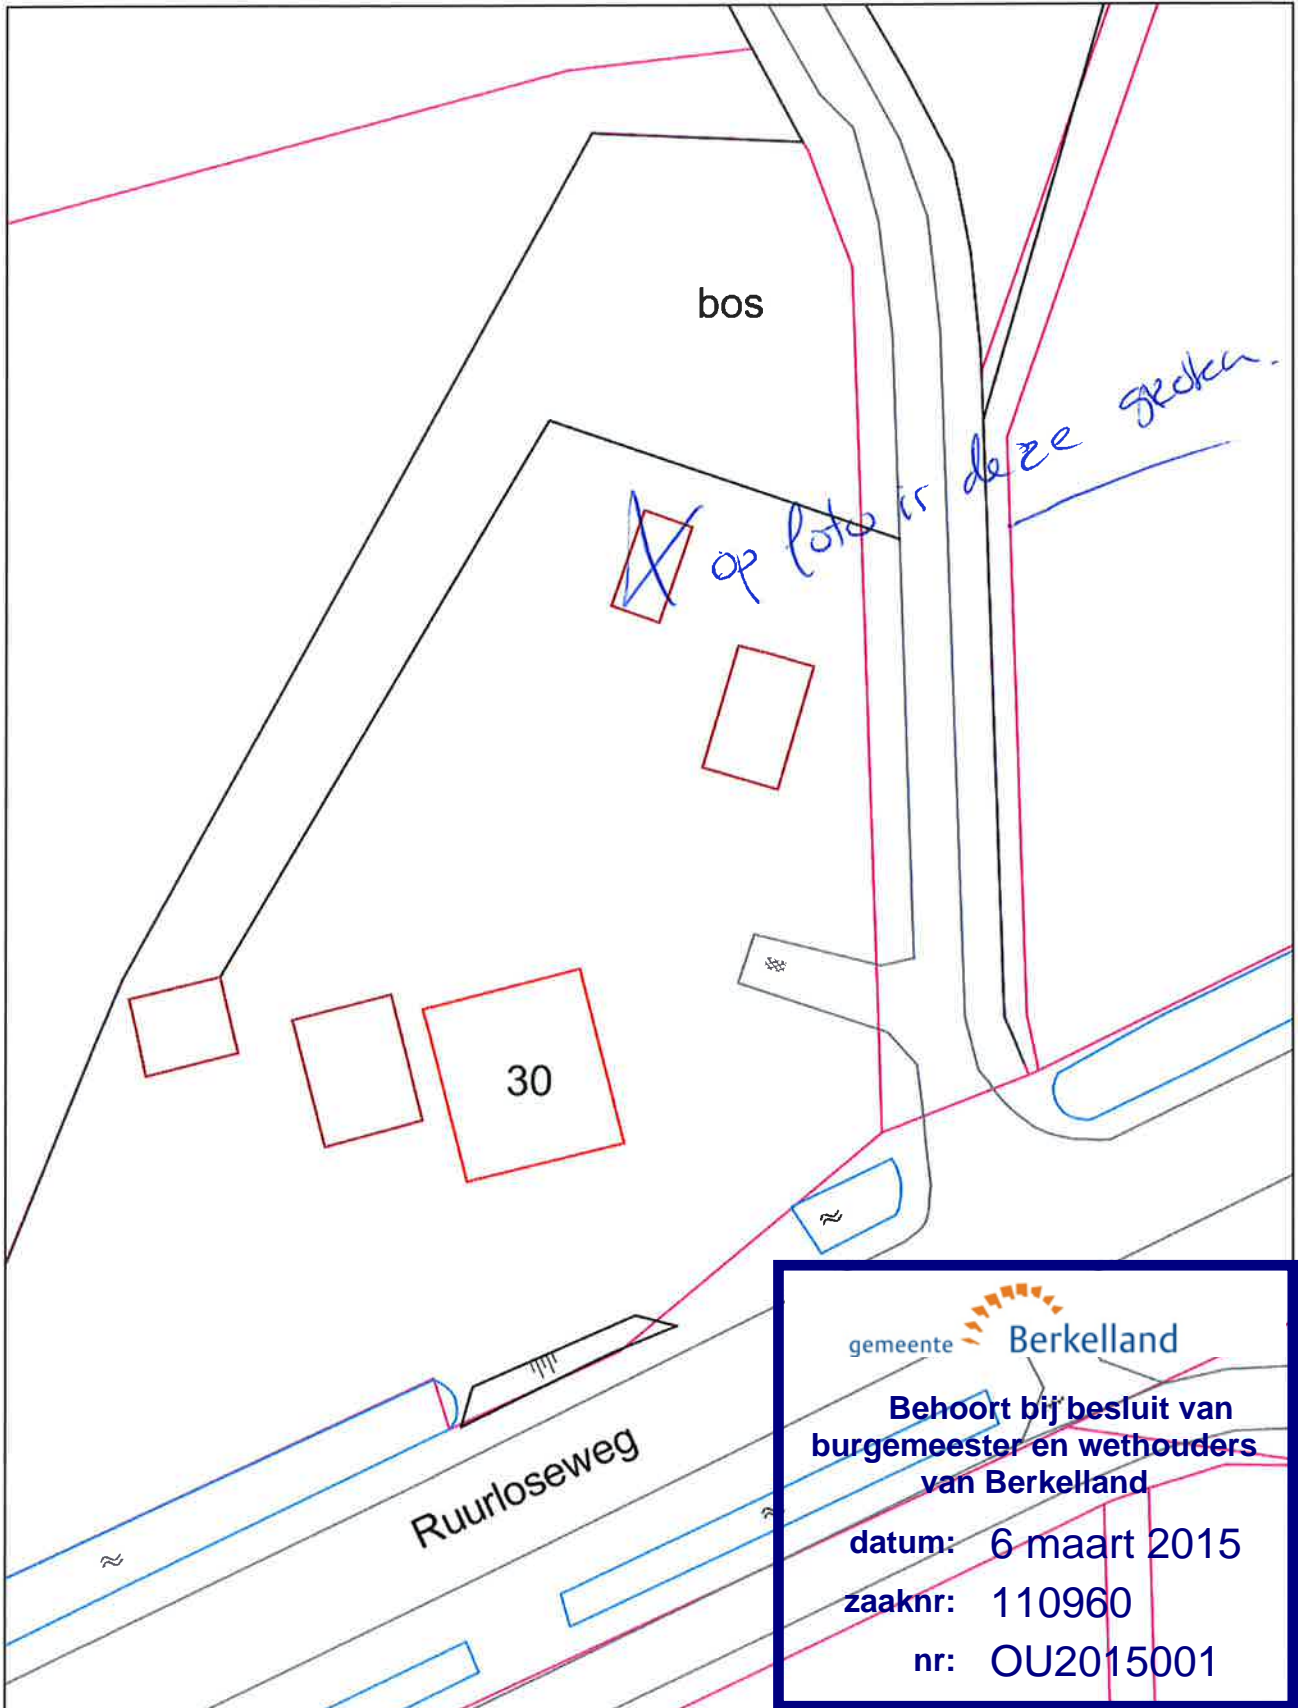 bos
op foto is deze
30
Ruurloseweg
gemeente Berkelland
Behoort bij besluit van
burgemeester en wethouders
van Berkelland
datum: 6 maart 2015
zaaknr: 110960
nr: OU2015001